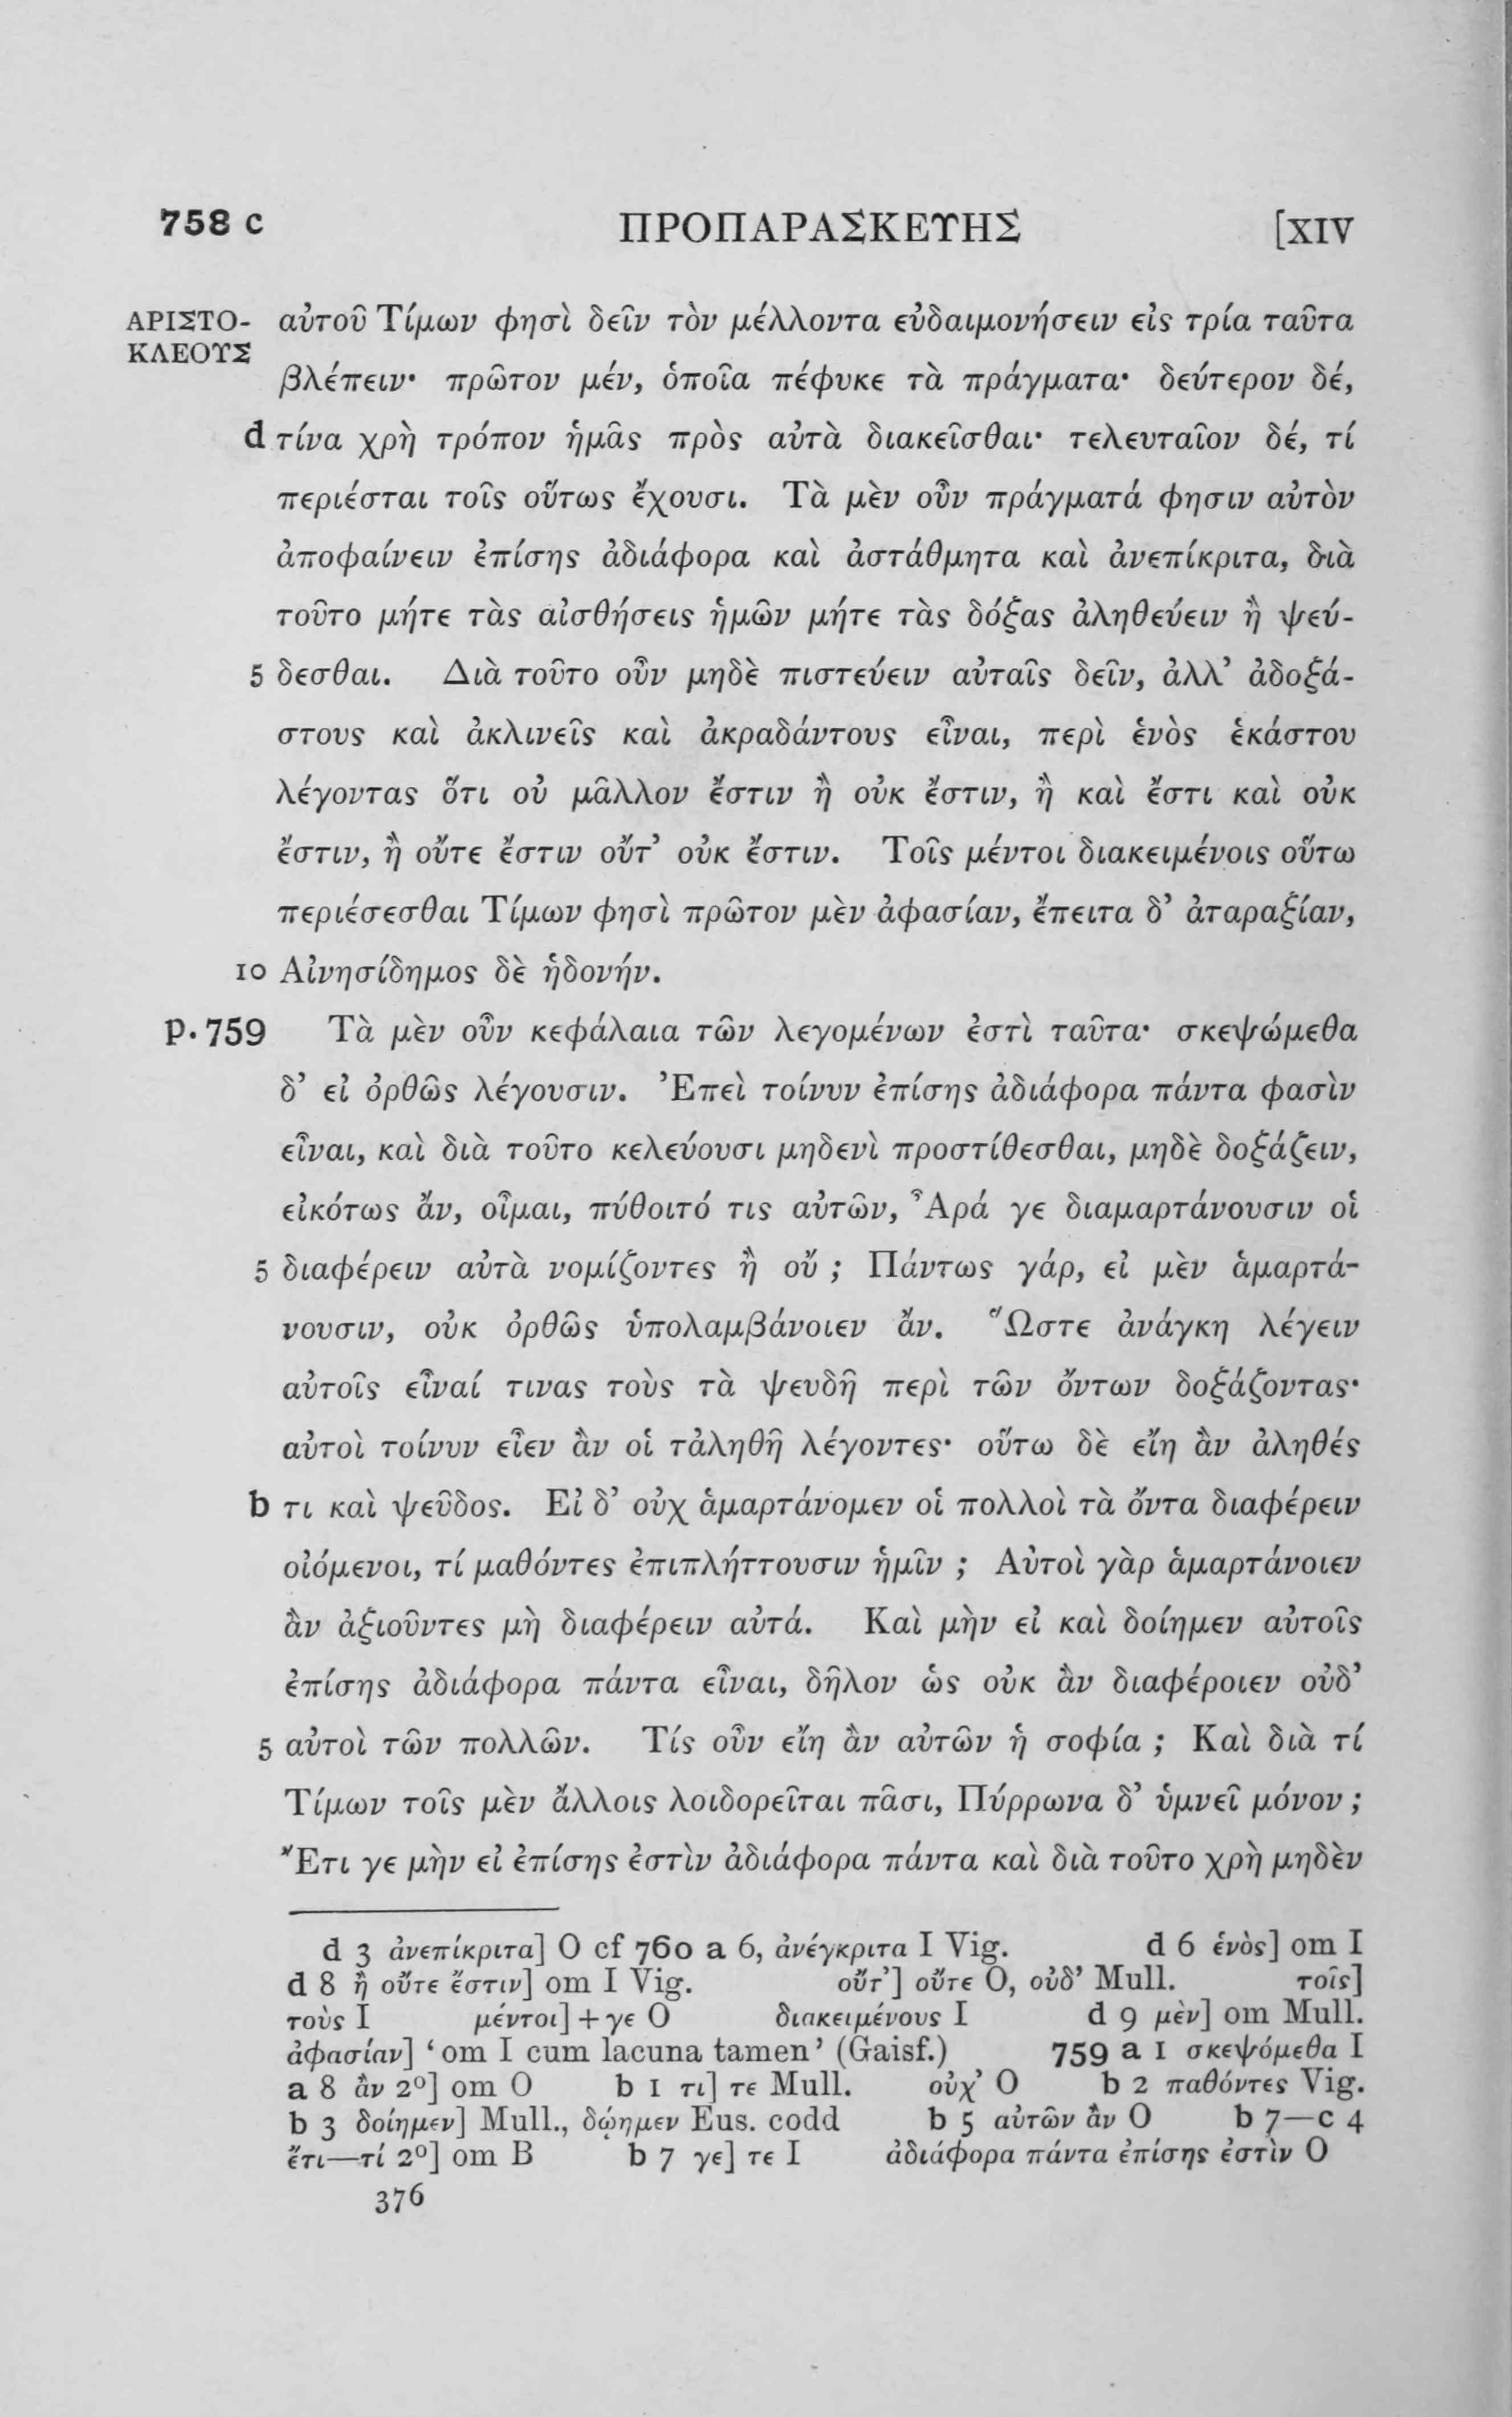 758 c ΠΡΟΠΑΡΑΣΚΕΥΗΣ [XIV
ΑΡΙΣΤΟ- αὐτοῦ Τίμων φησὶ δεῖν τὸν μέλλοντα εὐδαιμονήσειν εἰς τρία ταῦτα
ΚΛΕΟΥΣ
βλέπειν· πρῶτον μέν, ὁποῖα πέφυκε τὰ πράγματα· δεύτερον δέ,
d τίνα χρὴ τρόπον ἡμᾶς πρὸς αὐτὰ διακεῖσθαι· τελευταῖον δέ, τί
περιέσται τοῖς οὕτως ἔχουσι. Τὰ μὲν οὖν πράγματά φησιν αὐτὸν
ἀποφαίνειν ἐπίσης ἀδιάφορα καὶ ἀστάθμητα καὶ ἀνεπίκριτα, διὰ
τοῦτο μήτε τὰς αἰσθήσεις ἡμῶν μήτε τὰς δόξας ἀληθεύειν ἢ ψεύ-
5 δεσθαι. Διὰ τοῦτο οὖν μηδὲ πιστεύειν αὐταῖς δεῖν, ἀλλ’ ἀδοξά-
στους καὶ ἀκλινεῖς καὶ ἀκραδάντους εἶναι, περὶ ἑνὸς ἑκάστου
λέγοντας ὅτι οὐ μᾶλλον ἔστιν ἢ οὐκ ἔστιν, ἢ καὶ ἔστι καὶ οὐκ
ἔστιν, ἢ οὔτε ἔστιν οὔτ’ οὐκ ἔστιν. Τοῖς μέντοι διακειμένοις οὕτω
περιέσεσθαι Τίμων φησὶ πρῶτον μὲν ἀφασίαν, ἔπειτα δ’ ἀταραξίαν,
10 Αἰνησίδημος δὲ ἡδονήν.
p. 759 Τὰ μὲν οὖν κεφάλαια τῶν λεγομένων ἐστὶ ταῦτα· σκεψώμεθα
δ’ εἰ ὀρθῶς λέγουσιν. Ἐπεὶ τοίνυν ἐπίσης ἀδιάφορα πάντα φασὶν
εἶναι, καὶ διὰ τοῦτο κελεύουσι μηδενὶ προστίθεσθαι, μηδὲ δοξάζειν,
εἰκότως ἄν, οἶμαι, πύθοιτό τις αὐτῶν, Ἆρά γε διαμαρτάνουσιν οἱ
5 διαφέρειν αὐτὰ νομίζοντες ἢ οὔ ; Πάντως γάρ, εἰ μὲν ἁμαρτά-
νουσιν, οὐκ ὀρθῶς ὑπολαμβάνοιεν ἄν. Ὥστε ἀνάγκη λέγειν
αὐτοῖς εἶναί τινας τοὺς τὰ ψευδῆ περὶ τῶν ὄντων δοξάζοντας·
αὐτοὶ τοίνυν εἶεν ἂν οἱ τἀληθῆ λέγοντες· οὕτω δὲ εἴη ἂν ἀληθές
b τι καὶ ψεῦδος. Εἰ δ’ οὐχ ἁμαρτάνομεν οἱ πολλοὶ τὰ ὄντα διαφέρειν
οἰόμενοι, τί μαθόντες ἐπιπλήττουσιν ἡμῖν ; Αὐτοὶ γὰρ ἁμαρτάνοιεν
ἂν ἀξιοῦντες μὴ διαφέρειν αὐτά. Καὶ μὴν εἰ καὶ δοίημεν αὐτοῖς
ἐπίσης ἀδιάφορα πάντα εἶναι, δῆλον ὡς οὐκ ἂν διαφέροιεν οὐδ’
5 αὐτοὶ τῶν πολλῶν. Τίς οὖν εἴη ἂν αὐτῶν ἡ σοφία ; Καὶ διὰ τί
Τίμων τοῖς μὲν ἄλλοις λοιδορεῖται πᾶσι, Πύρρωνα δ’ ὑμνεῖ μόνον ;
Ἔτι γε μὴν εἰ ἐπίσης ἐστὶν ἀδιάφορα πάντα καὶ διὰ τοῦτο χρὴ μηδὲν
d 3 ἀνεπίκριτα] O cf 760 a 6, ἀνέγκριτα I Vig. d 6 ἑνὸς] om I
d 8 ἢ οὔτε ἔστιν] om I Vig. οὔτ’] οὔτε O, οὐδ’ Mull. τοῖς]
τοὺς I μέντοι] + γε O διακειμένους I d 9 μὲν] om Mull.
ἀφασίαν] ‘om I cum lacuna tamen’ (Gaisf.) 759 a 1 σκεψόμεθα I
a 8 ἂν 2º] om O b 1 τι] τε Mull. οὐχ’ O b 2 παθόντες Vig.
b 3 δοίημεν] Mull., δῴημεν Eus. codd b 5 αὐτῶν ἂν O b 7—c 4
ἔτι—τί 2º] om B b 7 γε] τε I ἀδιάφορα πάντα ἐπίσης ἐστὶν O
376